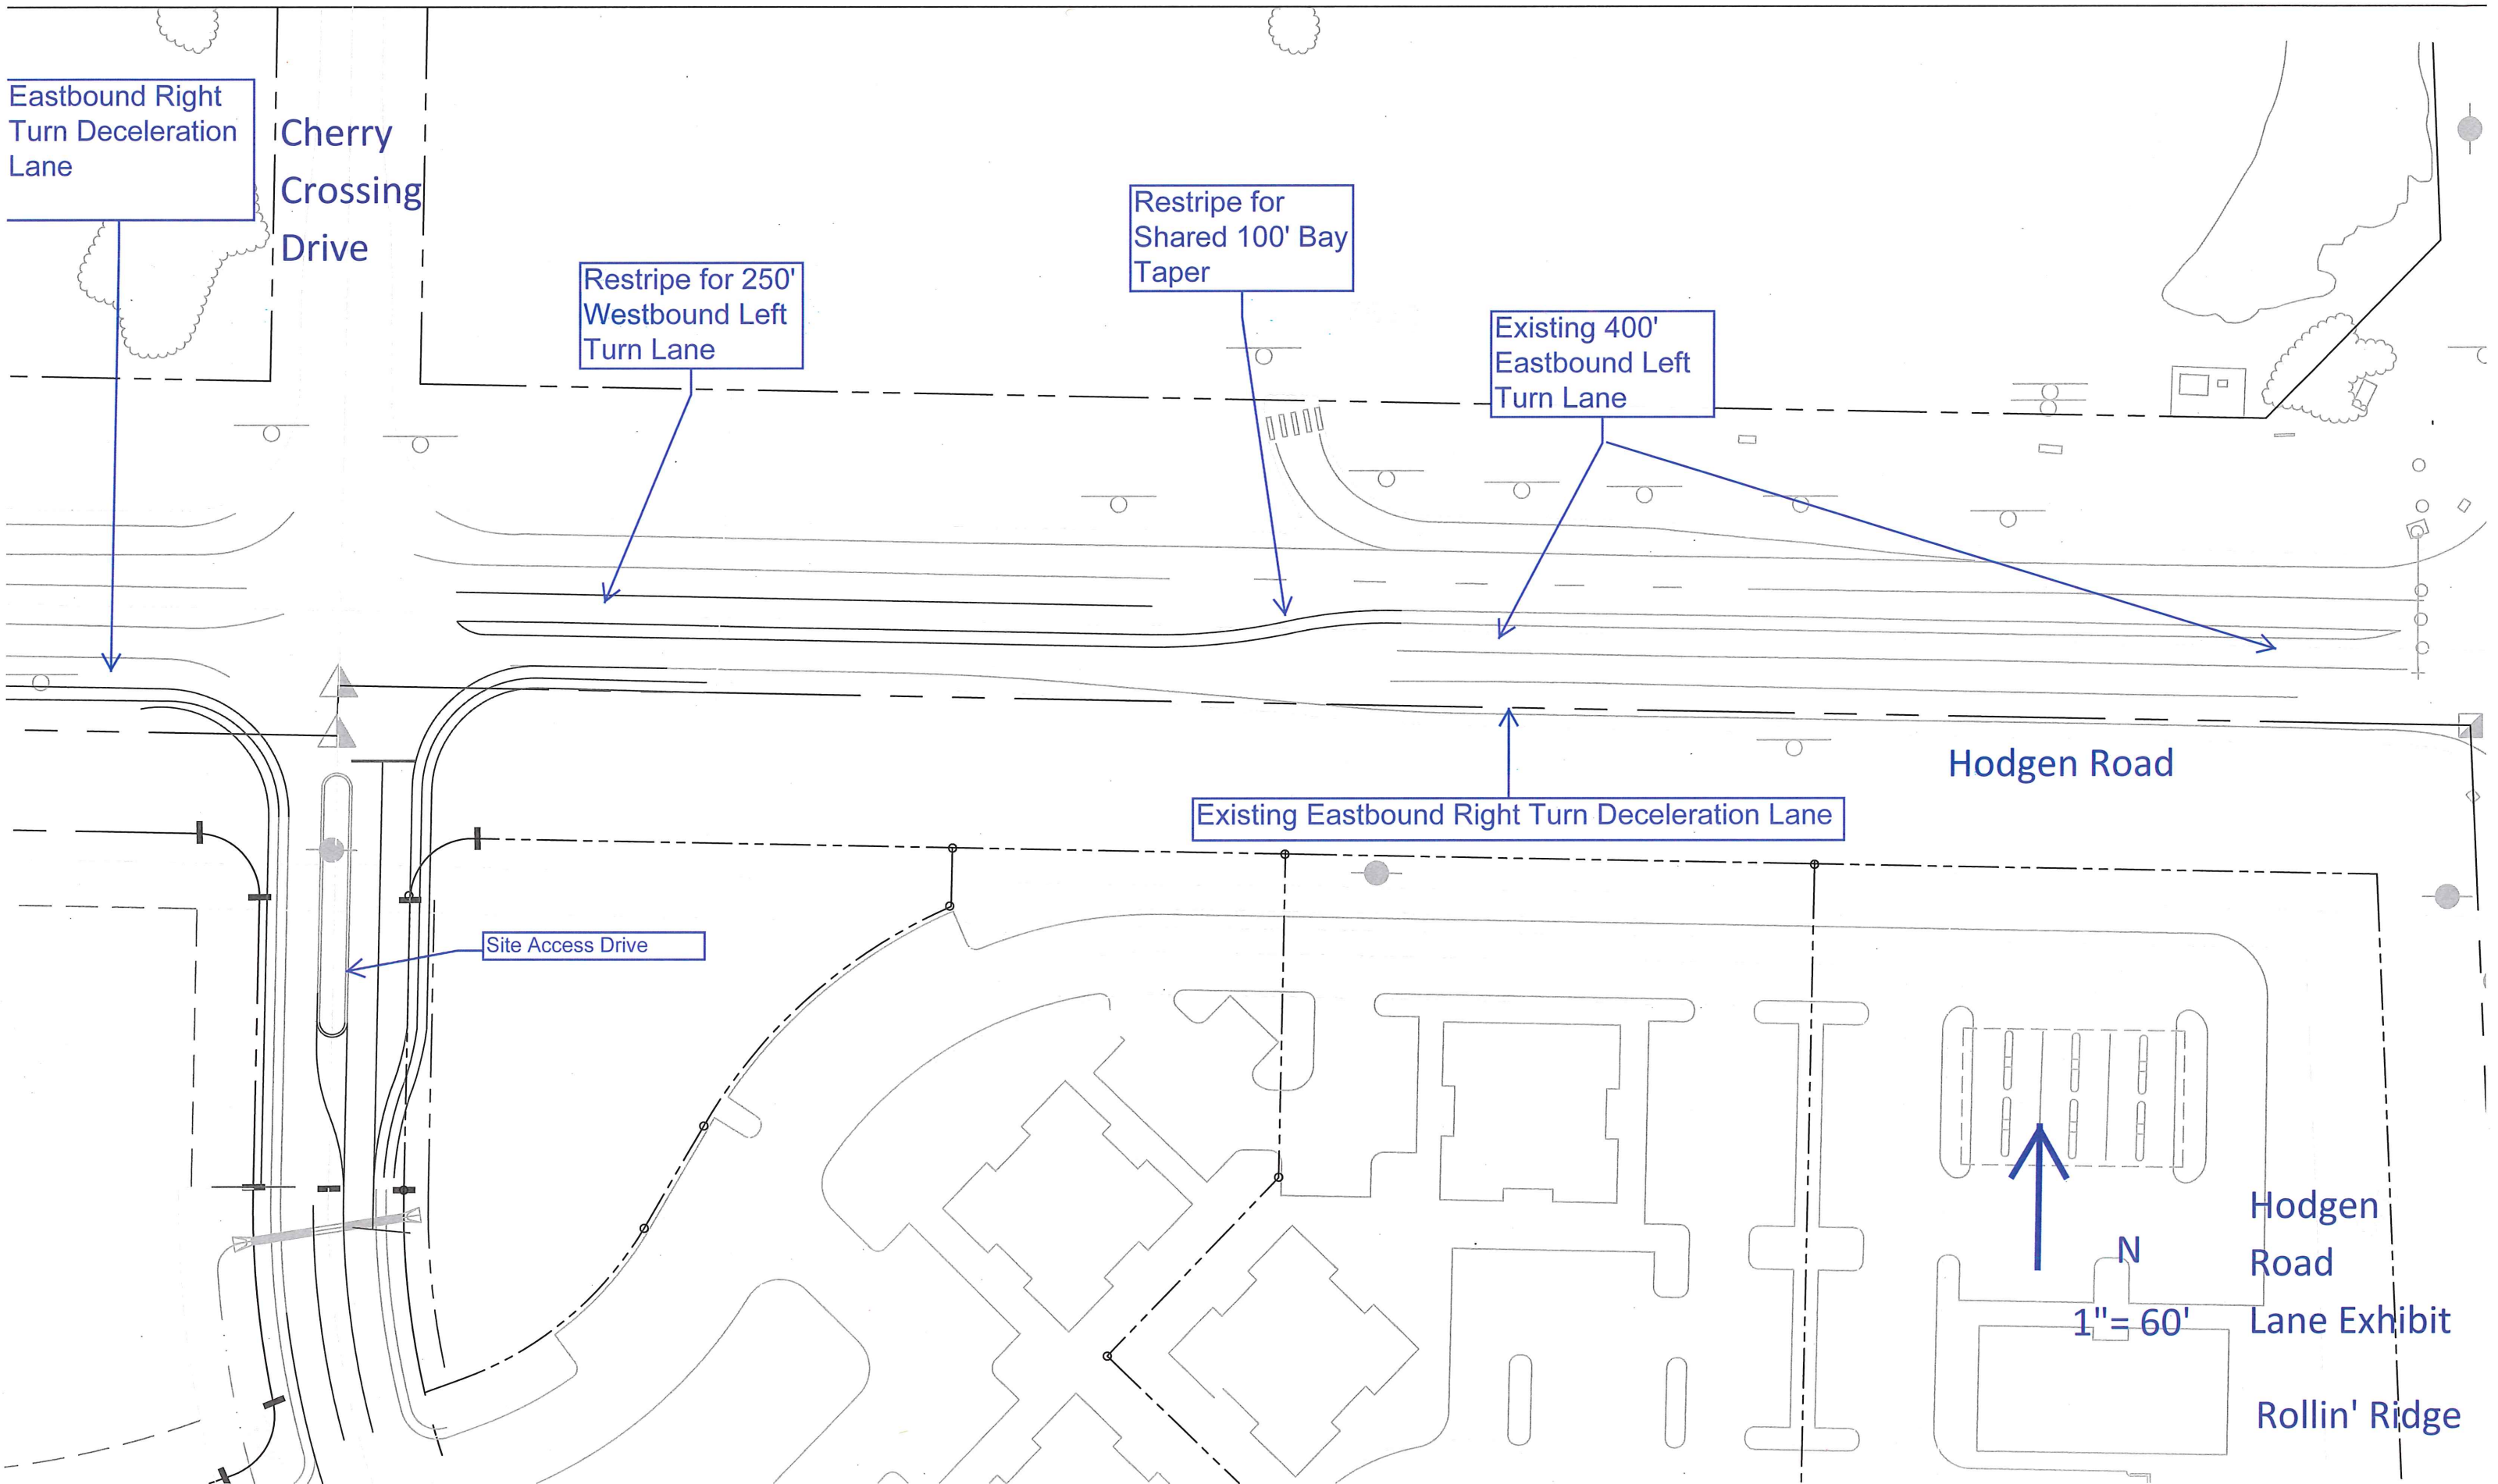 Eastbound Right
Turn Deceleration
Lane
Cherry
Crossing
Drive
Restripe for 250'
Westbound Left
Turn Lane
Restripe for
Shared 100' Bay
Taper
Existing 400'
Eastbound Left
Turn Lane
Hodgen Road
Existing Eastbound Right Turn Deceleration Lane
Site Access Drive
N
1"= 60'
Hodgen
Road
Lane Exhibit
Rollin' Ridge